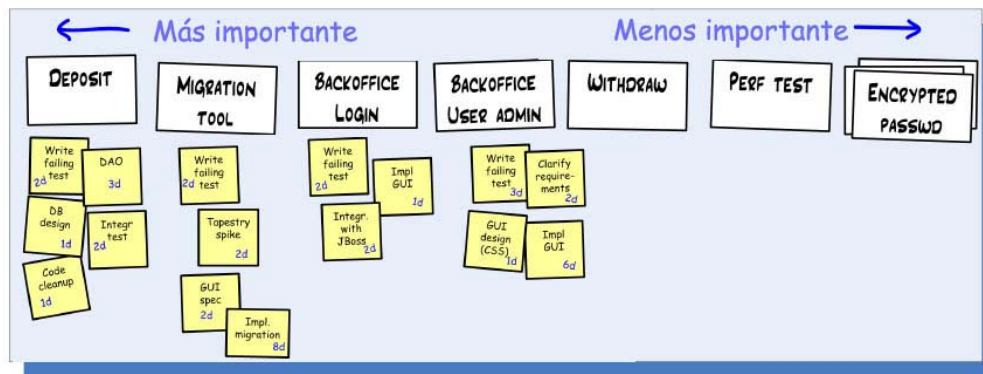 Más importante
Menos importante
DEPOSIT
MIGRATION
TOOL
BACKOFFICE
LOGIN
BACKOFFICE
USER ADMIN
WITHDRAW
PERF TEST
ENCRYPTED
PASSWD
Write
failing
test
2d
DAO
3d
DB
design
1d
Integr
test
2d
Code
cleanup
1d
Write
failing
test
2d
Tapestry
spike
2d
GUI
spec
2d
Impl.
migration
8d
Write
failing
test
2d
Impl
GUI
1d
Integr.
with
JBoss
2d
Write
failing
test
3d
Clarify
require-
ments
2d
GUI
design
(CSS)
1d
Impl
GUI
6d